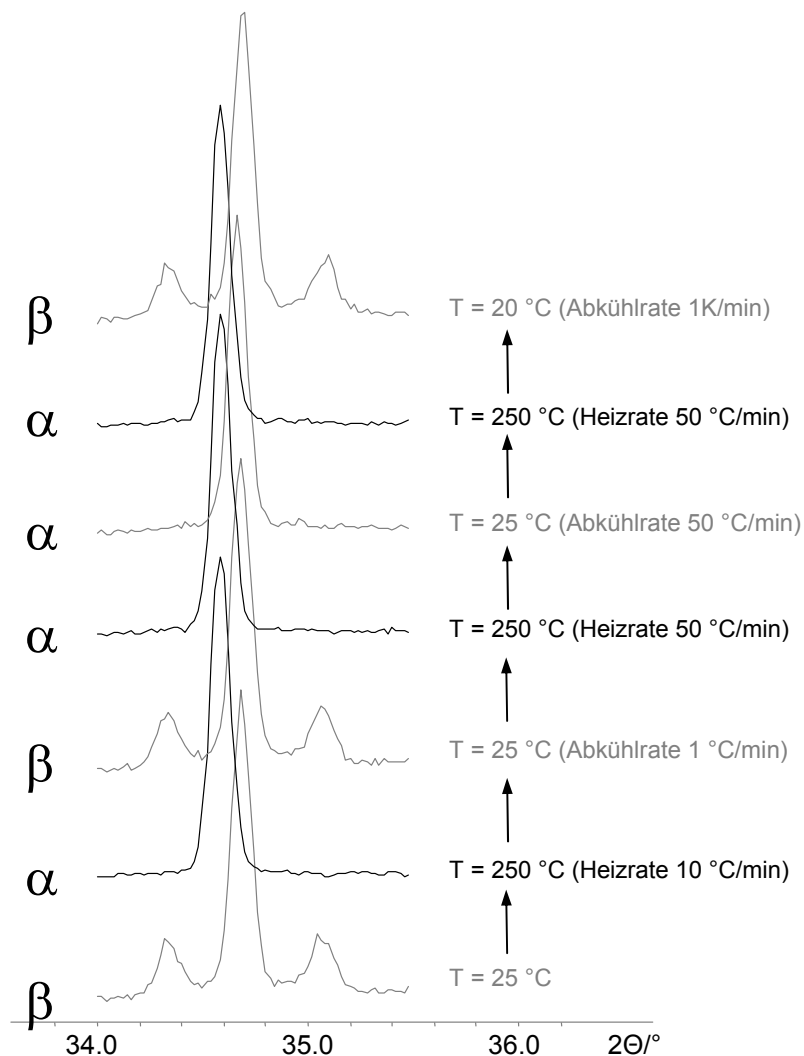 β T = 20 °C (Abkühlrate 1K/min)
α T = 250 °C (Heizrate 50 °C/min)
α T = 25 °C (Abkühlrate 50 °C/min)
α T = 250 °C (Heizrate 50 °C/min)
β T = 25 °C (Abkühlrate 1 °C/min)
α T = 250 °C (Heizrate 10 °C/min)
β T = 25 °C
34.0 35.0 36.0 2Θ/°